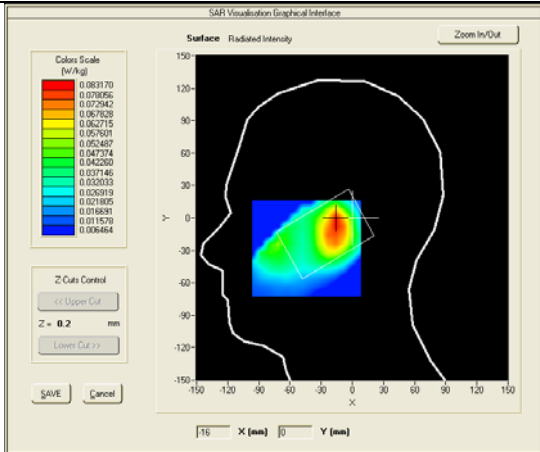 SAR Visualisation Graphical Interface
Surface Radiated Intensity
Zoom In/Out
Colors Scale
(W/kg)
0.083170
0.078056
0.072942
0.067828
0.062715
0.057601
0.052487
0.047374
0.042260
0.037146
0.032033
0.026919
0.021805
0.016691
0.011578
0.006464
Z Cuts Control
<< Upper Cut
Z = 0.2 mm
Lower Cut >>
SAVE Cancel
150
120
90
60
30
0
-30
-60
-90
-120
-150
Y
-150 -120 -90 -60 -30 0 30 60 90 120 150
X
-16 X (mm) 0 Y (mm)